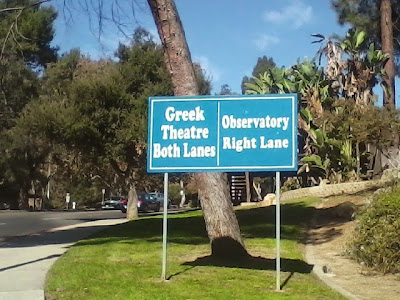 Greek
Theatre
Both Lanes
Observatory
Right Lane